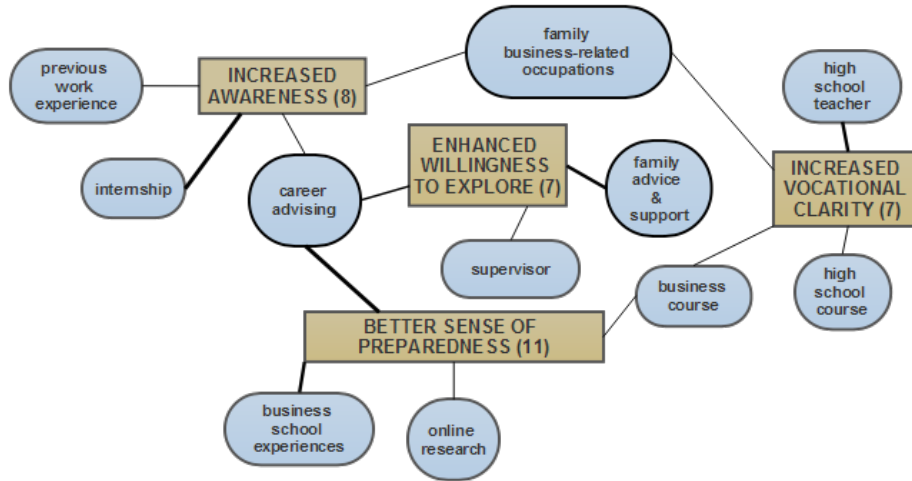 family
business-related
occupations
previous
work
experience
INCREASED
AWARENESS (8)
high
school
teacher
ENHANCED
WILLINGNESS
TO EXPLORE (7)
family
advice
&
support
INCREASED
VOCATIONAL
CLARITY (7)
internship
career
advising
supervisor
business
course
high
school
course
BETTER SENSE OF
PREPAREDNESS (11)
business
school
experiences
online
research